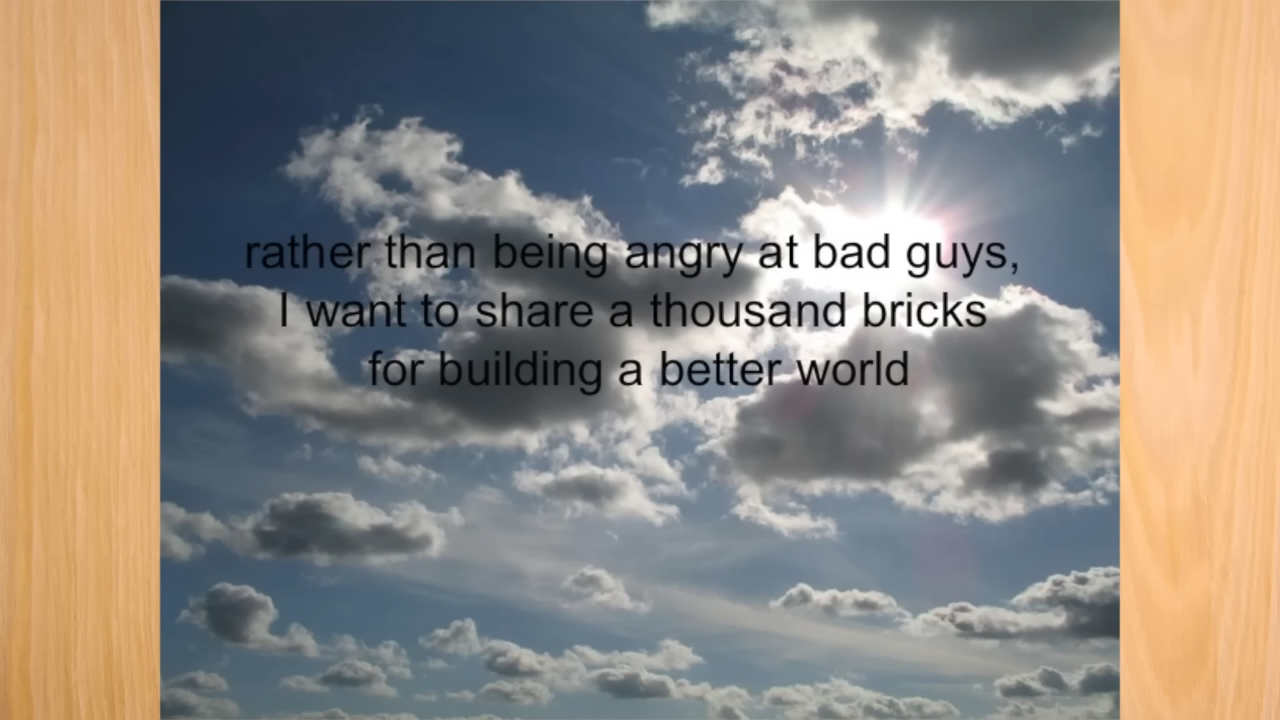 rather than being angry at bad guys,
I want to share a thousand bricks
for building a better world